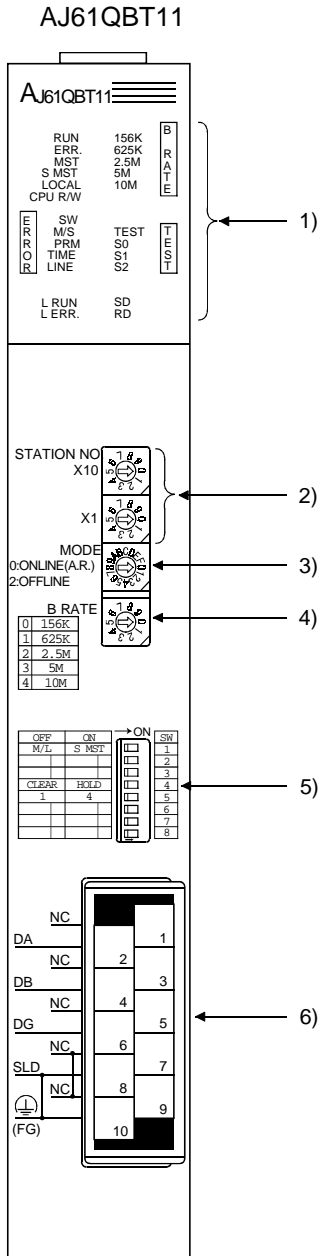 AJ61QBT11
AJ61QBT11
RUN 156K
ERR. 625K
MST 2.5M
S MST 5M
LOCAL 10M
CPU R/W
B RATE
ERROR
SW
M/S TEST
PRM S0
TIME S1
LINE S2
TEST
L RUN SD
L ERR. RD
1)
STATION NO
X10
X1
2)
MODE
0:ONLINE(A.R.)
2:OFFLINE
3)
B RATE
4)
0 156K
1 625K
2 2.5M
3 5M
4 10M
OFF ON → ON SW
M/L S MST 1
2
3
CLEAR HOLD 4
1 4 5
6
7
8
5)
NC
DA 1
NC 2
DB 3
NC 4
DG 5
NC 6
SLD 7
NC 8
(FG) 9
10
6)